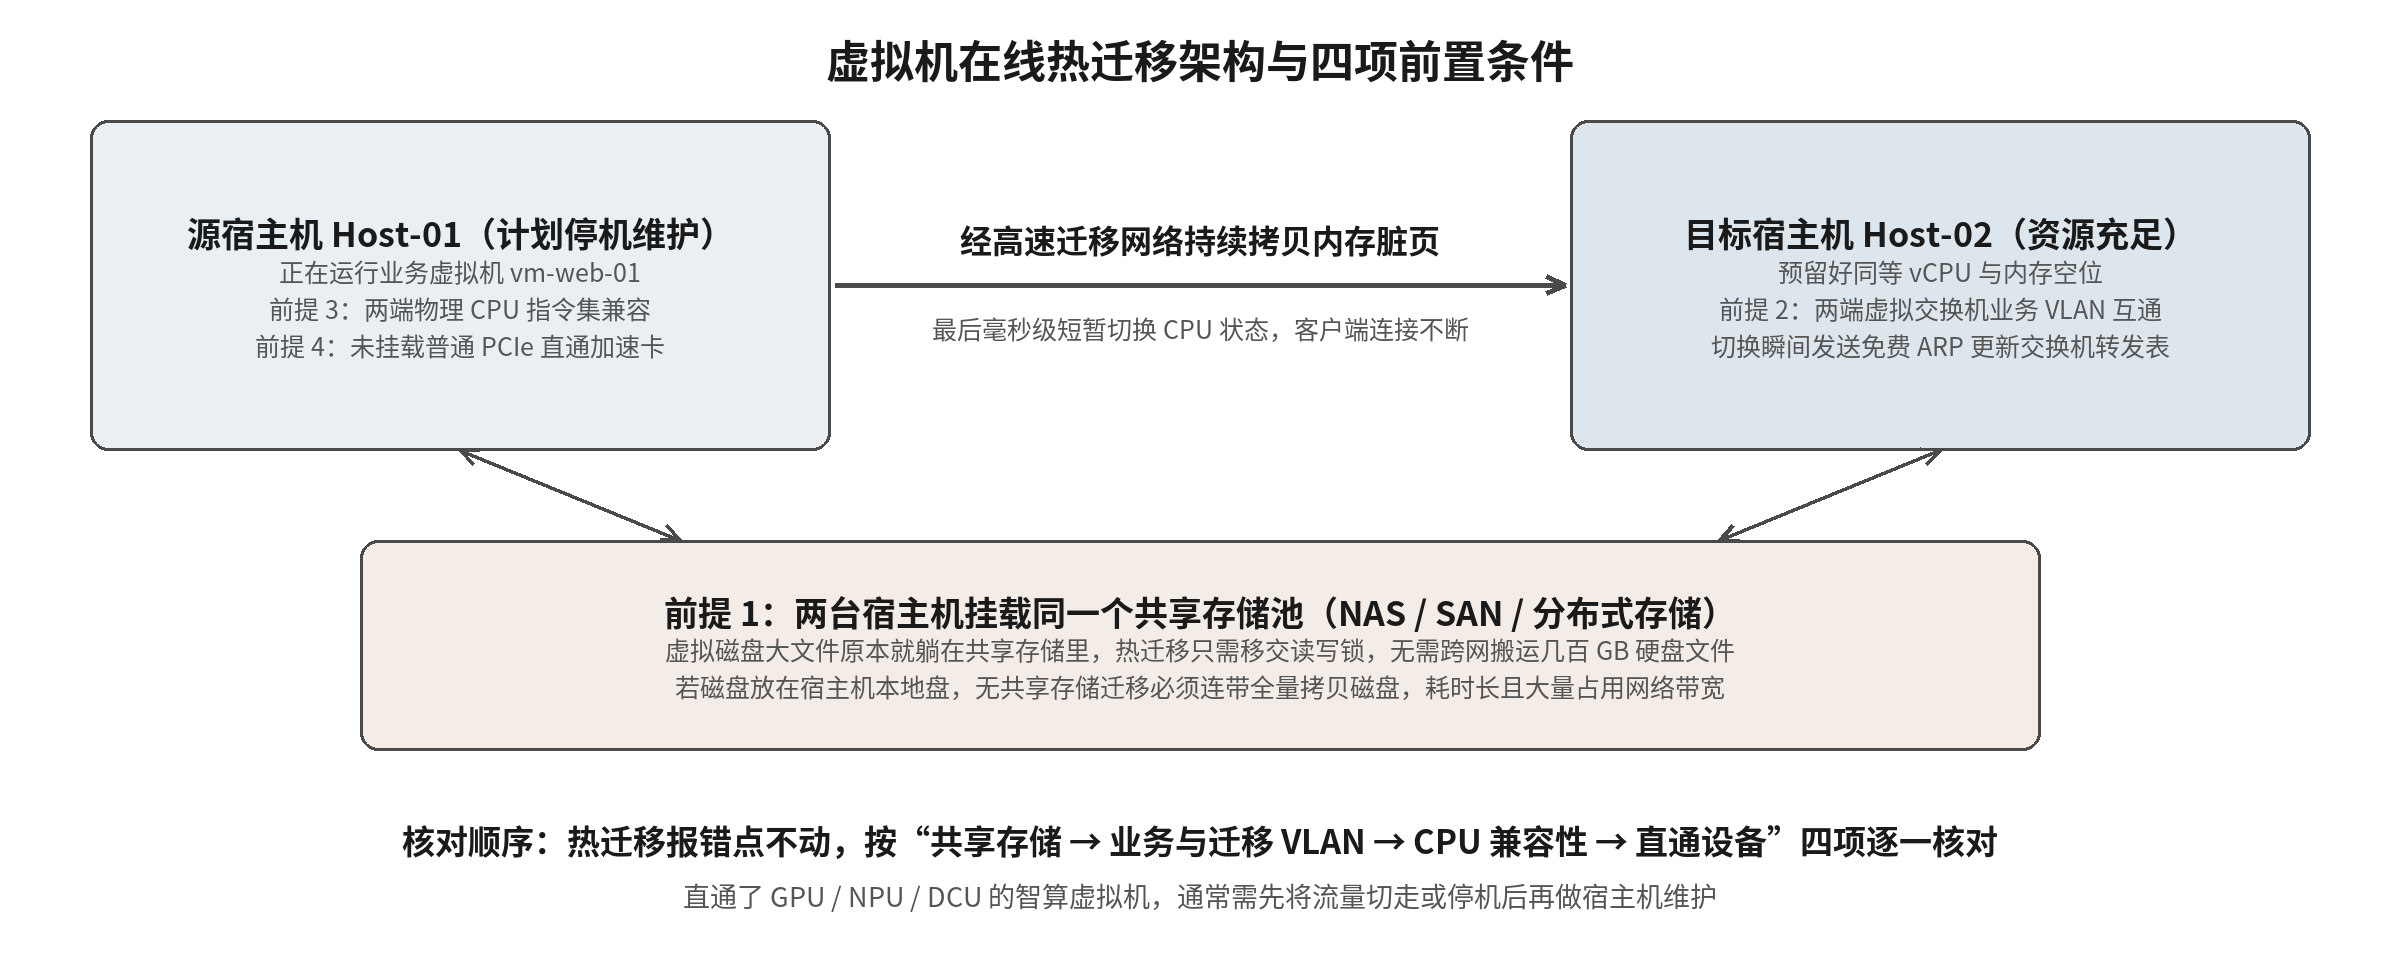 虚拟机在线热迁移架构与四项前置条件
源宿主机 Host-01（计划停机维护）
正在运行业务虚拟机 vm-web-01
前提 3：两端物理 CPU 指令集兼容
前提 4：未挂载普通 PCIe 直通加速卡
经高速迁移网络持续拷贝内存脏页
最后毫秒级短暂切换 CPU 状态，客户端连接不断
目标宿主机 Host-02（资源充足）
预留好同等 vCPU 与内存空位
前提 2：两端虚拟交换机业务 VLAN 互通
切换瞬间发送免费 ARP 更新交换机转发表
前提 1：两台宿主机挂载同一个共享存储池（NAS / SAN / 分布式存储）
虚拟磁盘大文件原本就躺在共享存储里，热迁移只需移交读写锁，无需跨网搬运几百 GB 硬盘文件
若磁盘放在宿主机本地盘，无共享存储迁移必须连带全量拷贝磁盘，耗时长且大量占用网络带宽
核对顺序：热迁移报错点不动，按“共享存储 → 业务与迁移 VLAN → CPU 兼容性 → 直通设备”四项逐一核对
直通了 GPU / NPU / DCU 的智算虚拟机，通常需先将流量切走或停机后再做宿主机维护